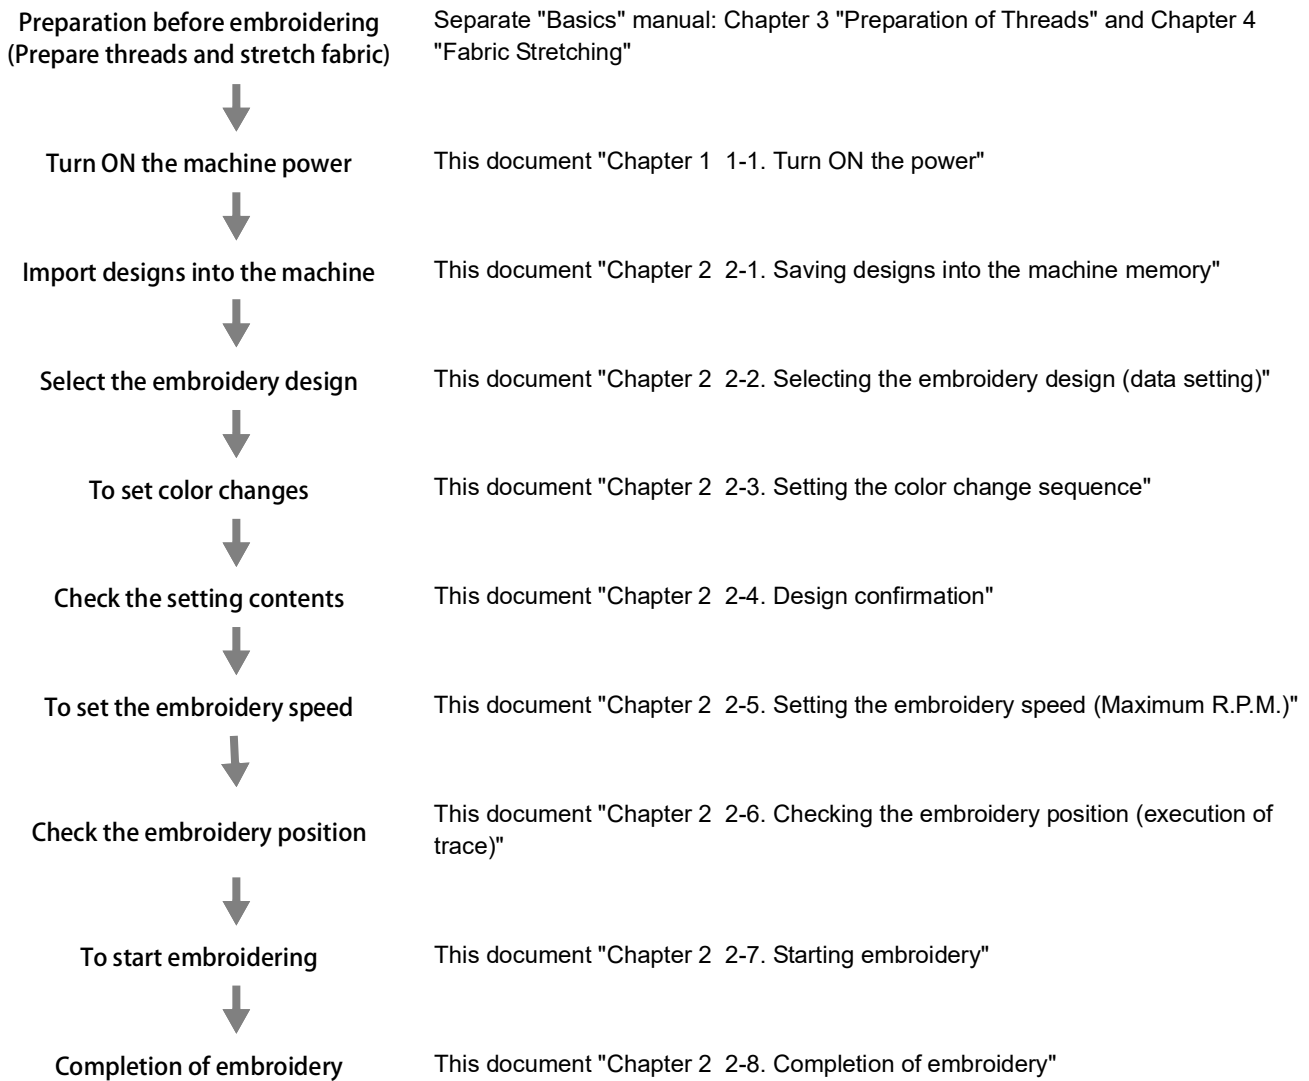 Preparation before embroidering
(Prepare threads and stretch fabric)
Separate "Basics" manual: Chapter 3 "Preparation of Threads" and Chapter 4
"Fabric Stretching"
Turn ON the machine power
This document "Chapter 1  1-1. Turn ON the power"
Import designs into the machine
This document "Chapter 2  2-1. Saving designs into the machine memory"
Select the embroidery design
This document "Chapter 2  2-2. Selecting the embroidery design (data setting)"
To set color changes
This document "Chapter 2  2-3. Setting the color change sequence"
Check the setting contents
This document "Chapter 2  2-4. Design confirmation"
To set the embroidery speed
This document "Chapter 2  2-5. Setting the embroidery speed (Maximum R.P.M.)"
Check the embroidery position
This document "Chapter 2  2-6. Checking the embroidery position (execution of
trace)"
To start embroidering
This document "Chapter 2  2-7. Starting embroidery"
Completion of embroidery
This document "Chapter 2  2-8. Completion of embroidery"